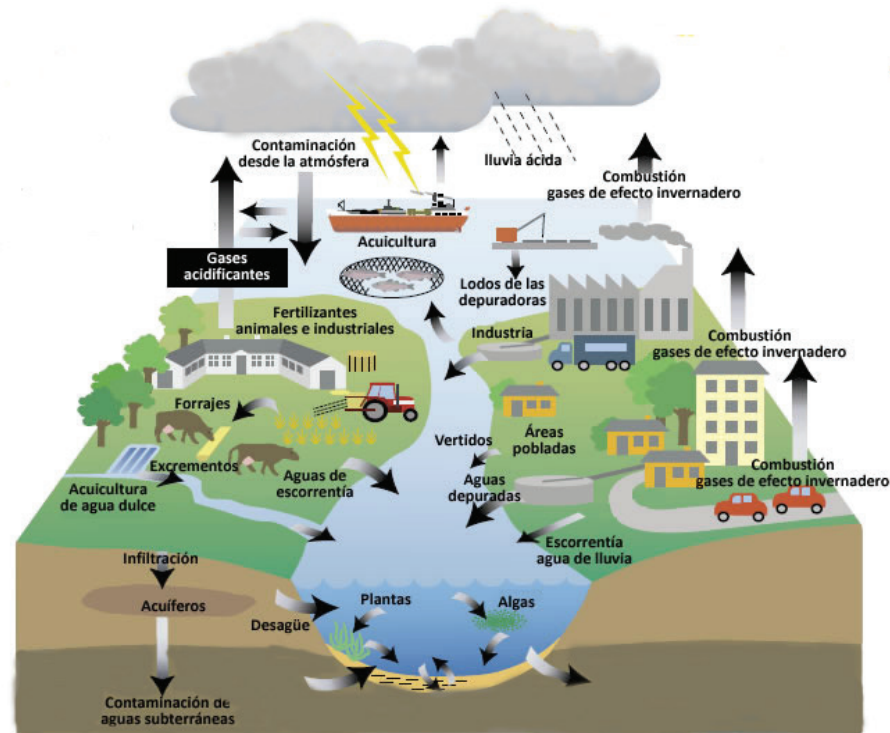 Contaminación
desde la atmósfera
lluvia ácida
Combustión
gases de efecto invernadero
Acuicultura
Gases
acidificantes
Lodos de las
depuradoras
Fertilizantes
animales e industriales
Industria
Combustión
gases de efecto invernadero
Forrajes
Vertidos
Áreas
pobladas
Excrementos
Aguas de
escorrentía
Aguas
depuradas
Combustión
gases de efecto invernadero
Acuicultura
de agua dulce
Escorrentía
agua de lluvia
Infiltración
Acuíferos
Plantas
Algas
Desagüe
Contaminación de
aguas subterráneas